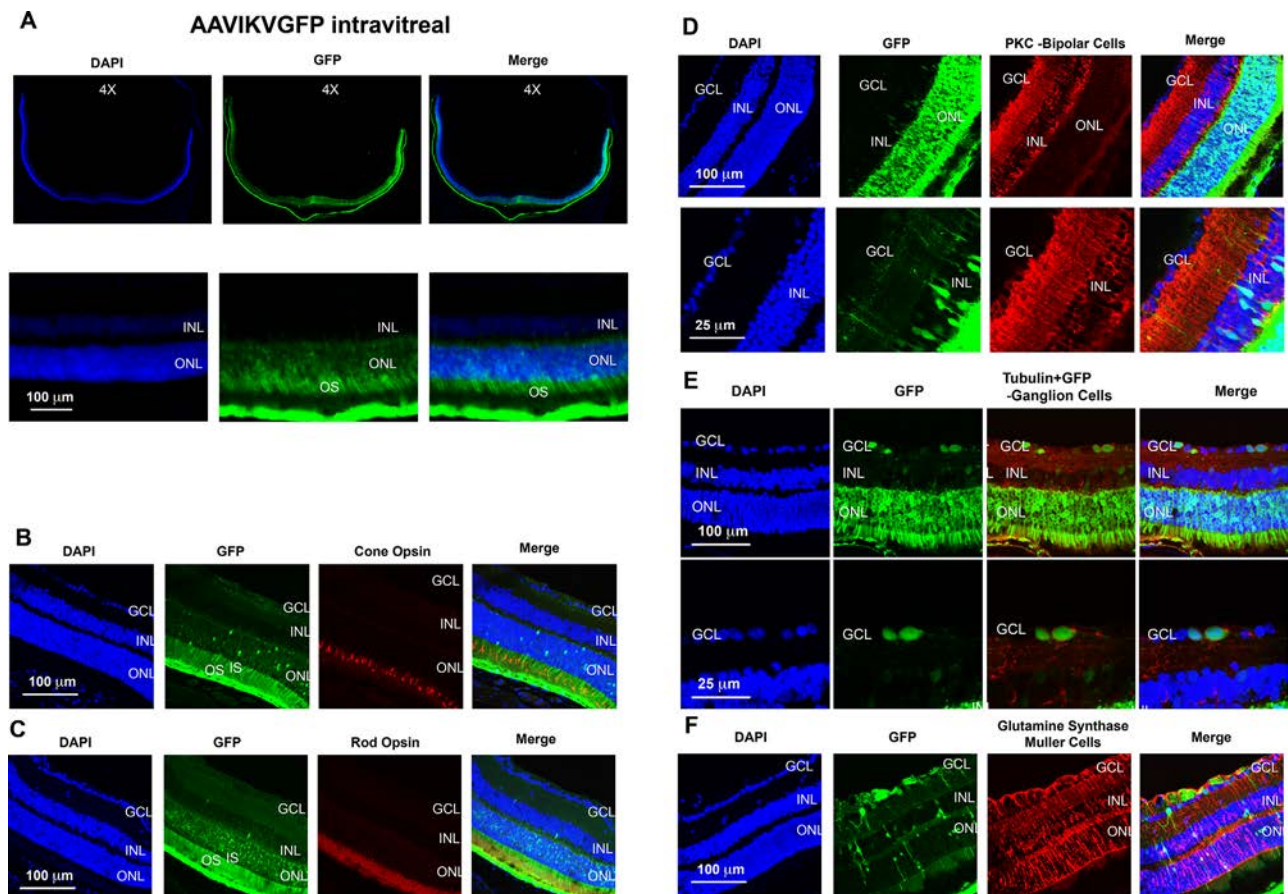 A
AAVIKVGFP intravitreal
DAPI GFP Merge
4X 4X 4X
INL INL INL
ONL ONL ONL
OS OS
100 μm
B
DAPI GFP Cone Opsin Merge
GCL GCL GCL GCL
INL INL INL INL
OS IS
ONL ONL ONL ONL
100 μm
C
DAPI GFP Rod Opsin Merge
GCL GCL GCL GCL
INL INL INL INL
OS IS
ONL ONL ONL ONL
100 μm
D
DAPI GFP PKC -Bipolar Cells Merge
GCL GCL GCL GCL
INL ONL INL ONL INL ONL INL ONL
100 μm
GCL GCL GCL GCL
INL INL INL INL
25 μm
E
Tubulin+GFP
DAPI GFP -Ganglion Cells Merge
GCL GCL GCL GCL
INL INL INL INL
ONL ONL ONL ONL
100 μm
GCL GCL GCL GCL
25 μm
F
Glutamine Synthase
DAPI GFP Muller Cells Merge
GCL GCL GCL GCL
INL INL INL INL
ONL ONL ONL ONL
100 μm